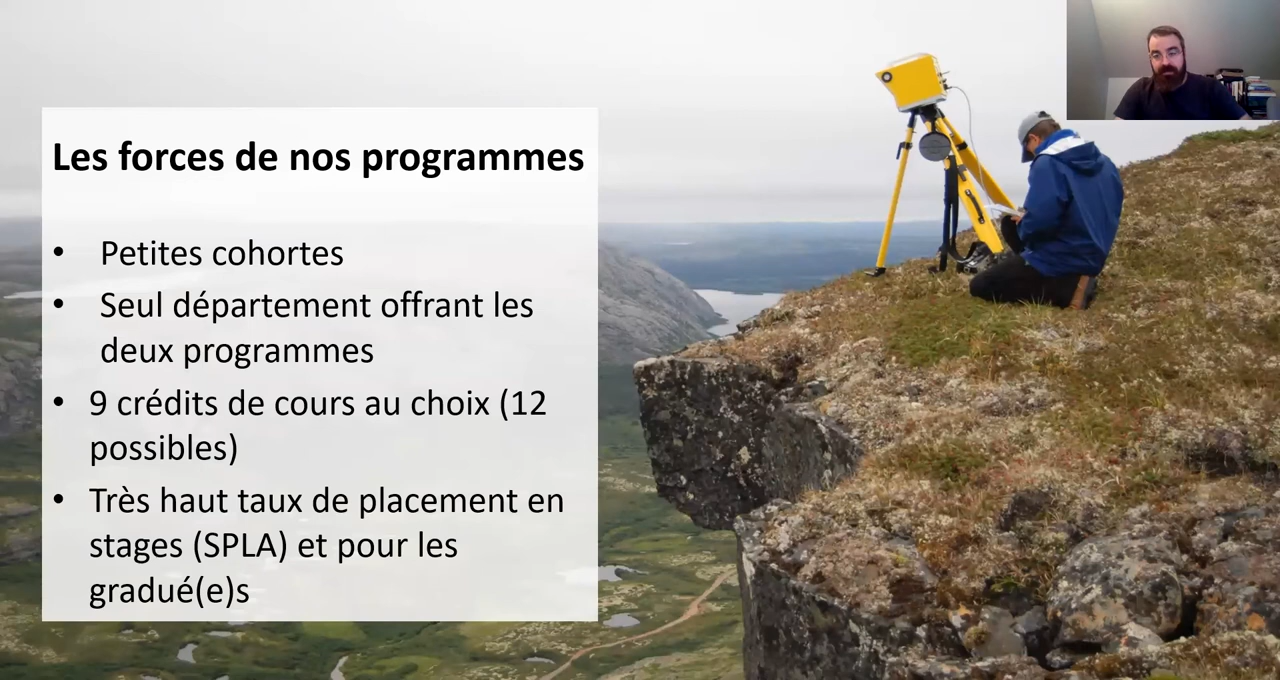 Les forces de nos programmes
• Petites cohortes
• Seul département offrant les
deux programmes
• 9 crédits de cours au choix (12
possibles)
• Très haut taux de placement en
stages (SPLA) et pour les
gradué(e)s